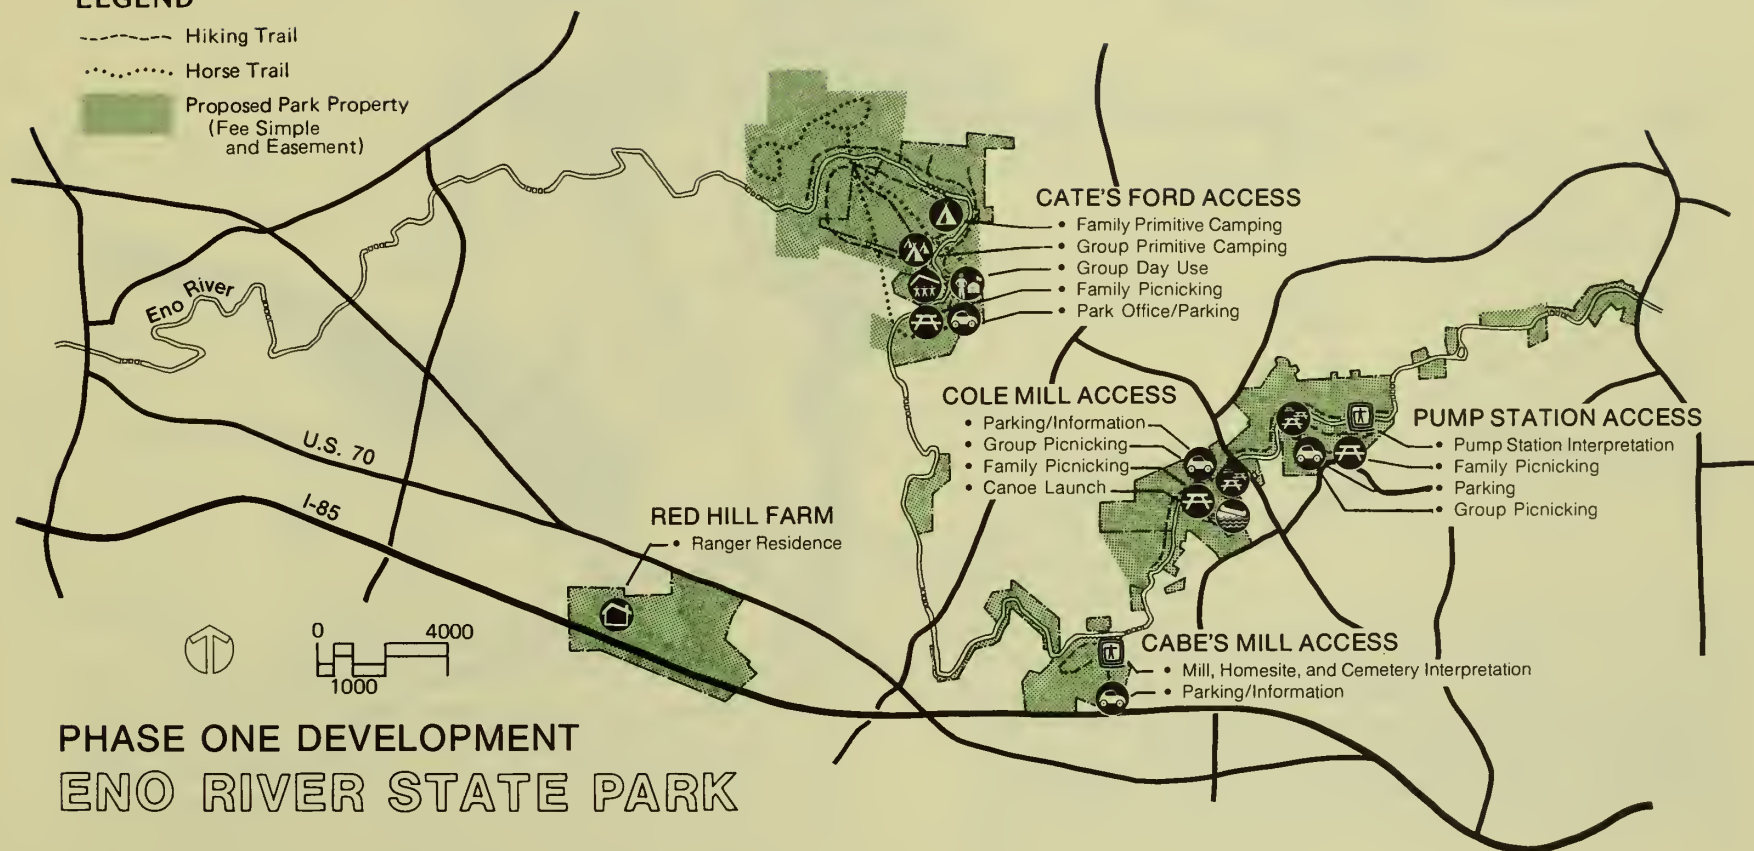 LEGEND
Hiking Trail
Horse Trail
Proposed Park Property
(Fee Simple
and Easement)
Eno River
U.S. 70
I-85
CATE'S FORD ACCESS
• Family Primitive Camping
• Group Primitive Camping
• Group Day Use
• Family Picnicking
• Park Office/Parking
COLE MILL ACCESS
• Parking/Information
• Group Picnicking
• Family Picnicking
• Canoe Launch
PUMP STATION ACCESS
• Pump Station Interpretation
• Family Picnicking
• Parking
• Group Picnicking
RED HILL FARM
• Ranger Residence
CABE'S MILL ACCESS
• Mill, Homesite, and Cemetery Interpretation
• Parking/Information
0 4000
1000
PHASE ONE DEVELOPMENT
ENO RIVER STATE PARK